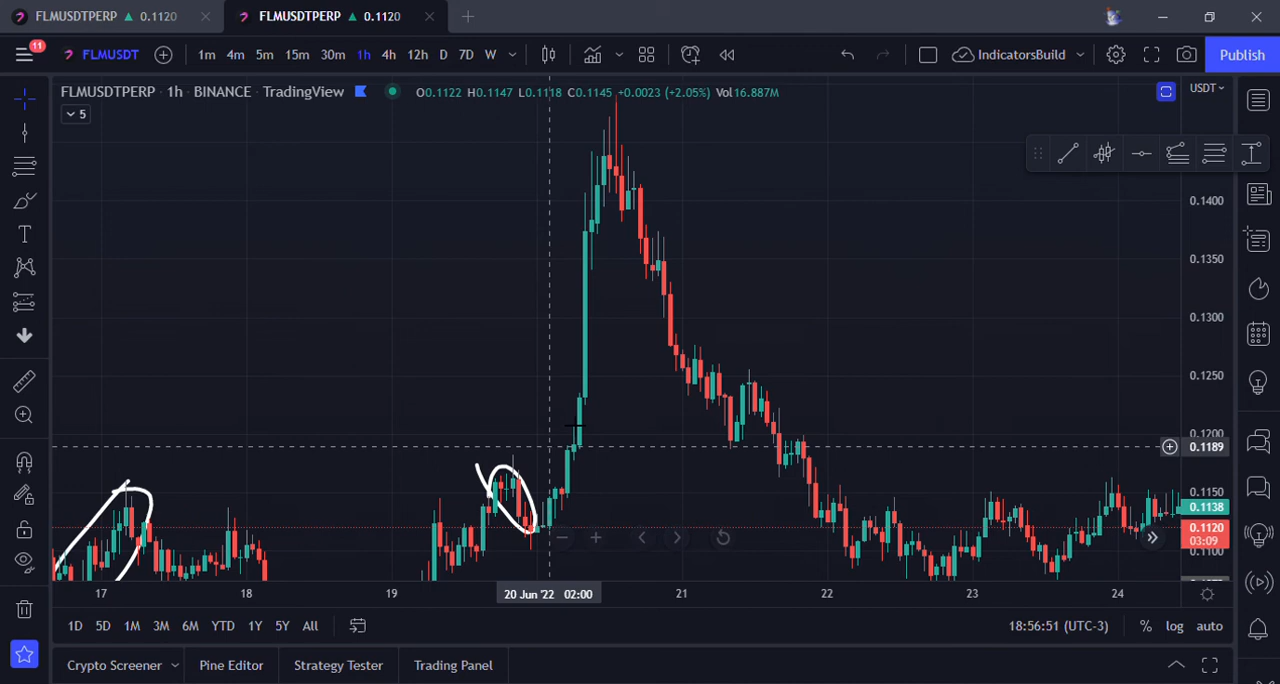 FLMUSDTPERP ▲ 0.1120
FLMUSDTPERP ▲ 0.1120
11
FLMUSDT
1m 4m 5m 15m 30m 1h 4h 12h D 7D W
IndicatorsBuild
Publish
FLMUSDTPERP · 1h · BINANCE · TradingView
O0.1122 H0.1147 L0.1118 C0.1145 +0.0023 (+2.05%) Vol16.887M
USDT
5
0.1400
0.1350
0.1300
0.1250
0.1200
0.1189
0.1150
0.1138
0.1120
03:09
0.1100
17 18 19 20 Jun '22 02:00 21 22 23 24
1D 5D 1M 3M 6M YTD 1Y 5Y All
18:56:51 (UTC-3) % log auto
Crypto Screener Pine Editor Strategy Tester Trading Panel